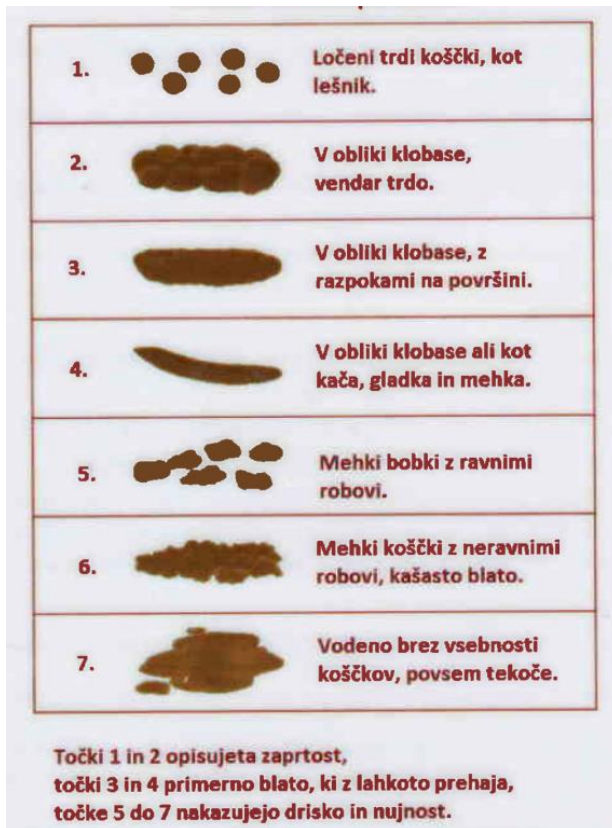 1.
Ločeni trdi koščki, kot
lešnik.
2.
V obliki klobase,
vendar trdo.
3.
V obliki klobase, z
razpokami na površini.
4.
V obliki klobase ali kot
kača, gladka in mehka.
5.
Mehki bobki z ravnimi
robovi.
6.
Mehki koščki z neravnimi
robovi, kašasto blato.
7.
Vodeno brez vsebnosti
koščkov, povsem tekoče.
Točki 1 in 2 opisujeta zaprtost,
točki 3 in 4 primerno blato, ki z lahkoto prehaja,
točke 5 do 7 nakazujejo drisko in nujnost.